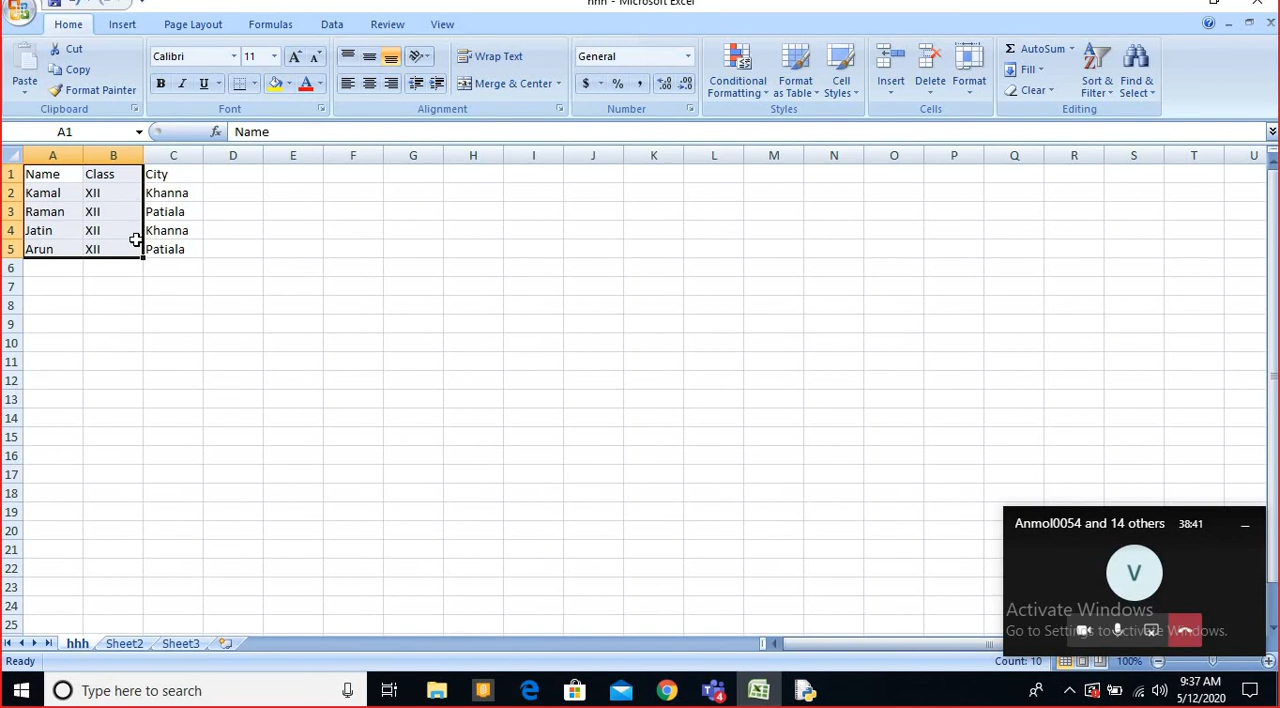 hhh - Microsoft Excel
Home Insert Page Layout Formulas Data Review View
Paste
Cut
Copy
Format Painter
Clipboard
Calibri 11
A A
B I U A
Font
Wrap Text
Merge & Center
Alignment
General
$ % ,
Number
Conditional Formatting
Format as Table
Cell Styles
Styles
Insert Delete Format
Cells
Σ AutoSum
Fill
Clear
Sort & Filter
Find & Select
Editing
A1 fx Name
A B C D E F G H I J K L M N O P Q R S T U
1 Name Class City
2 Kamal XII Khanna
3 Raman XII Patiala
4 Jatin XII Khanna
5 Arun XII Patiala
6
7
8
9
10
11
12
13
14
15
16
17
18
19
20
21
22
23
24
25
Anmol0054 and 14 others 38:41
V
Activate Windows
Go to Settings to activate Windows.
hhh Sheet2 Sheet3
Ready Count: 10 100%
Type here to search
4
9:37 AM
5/12/2020